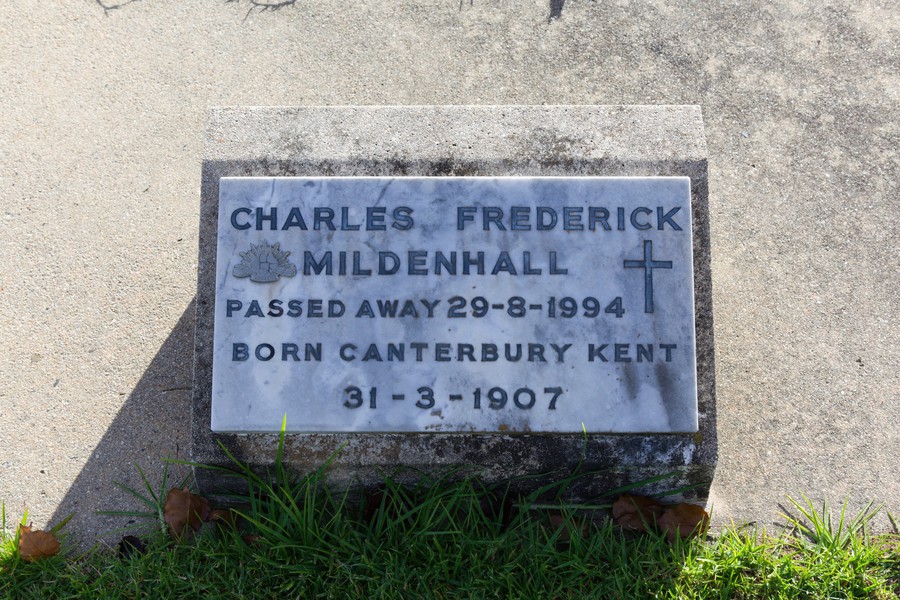 CHARLES FREDERICK
MILDENHALL
PASSED AWAY 29-8-1994
BORN CANTERBURY KENT
31-3-1907